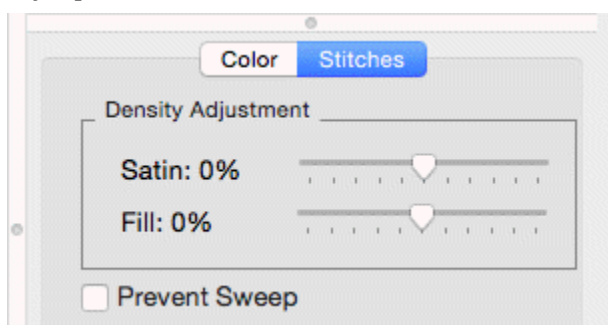 Color Stitches
Density Adjustment
Satin: 0%
Fill: 0%
Prevent Sweep